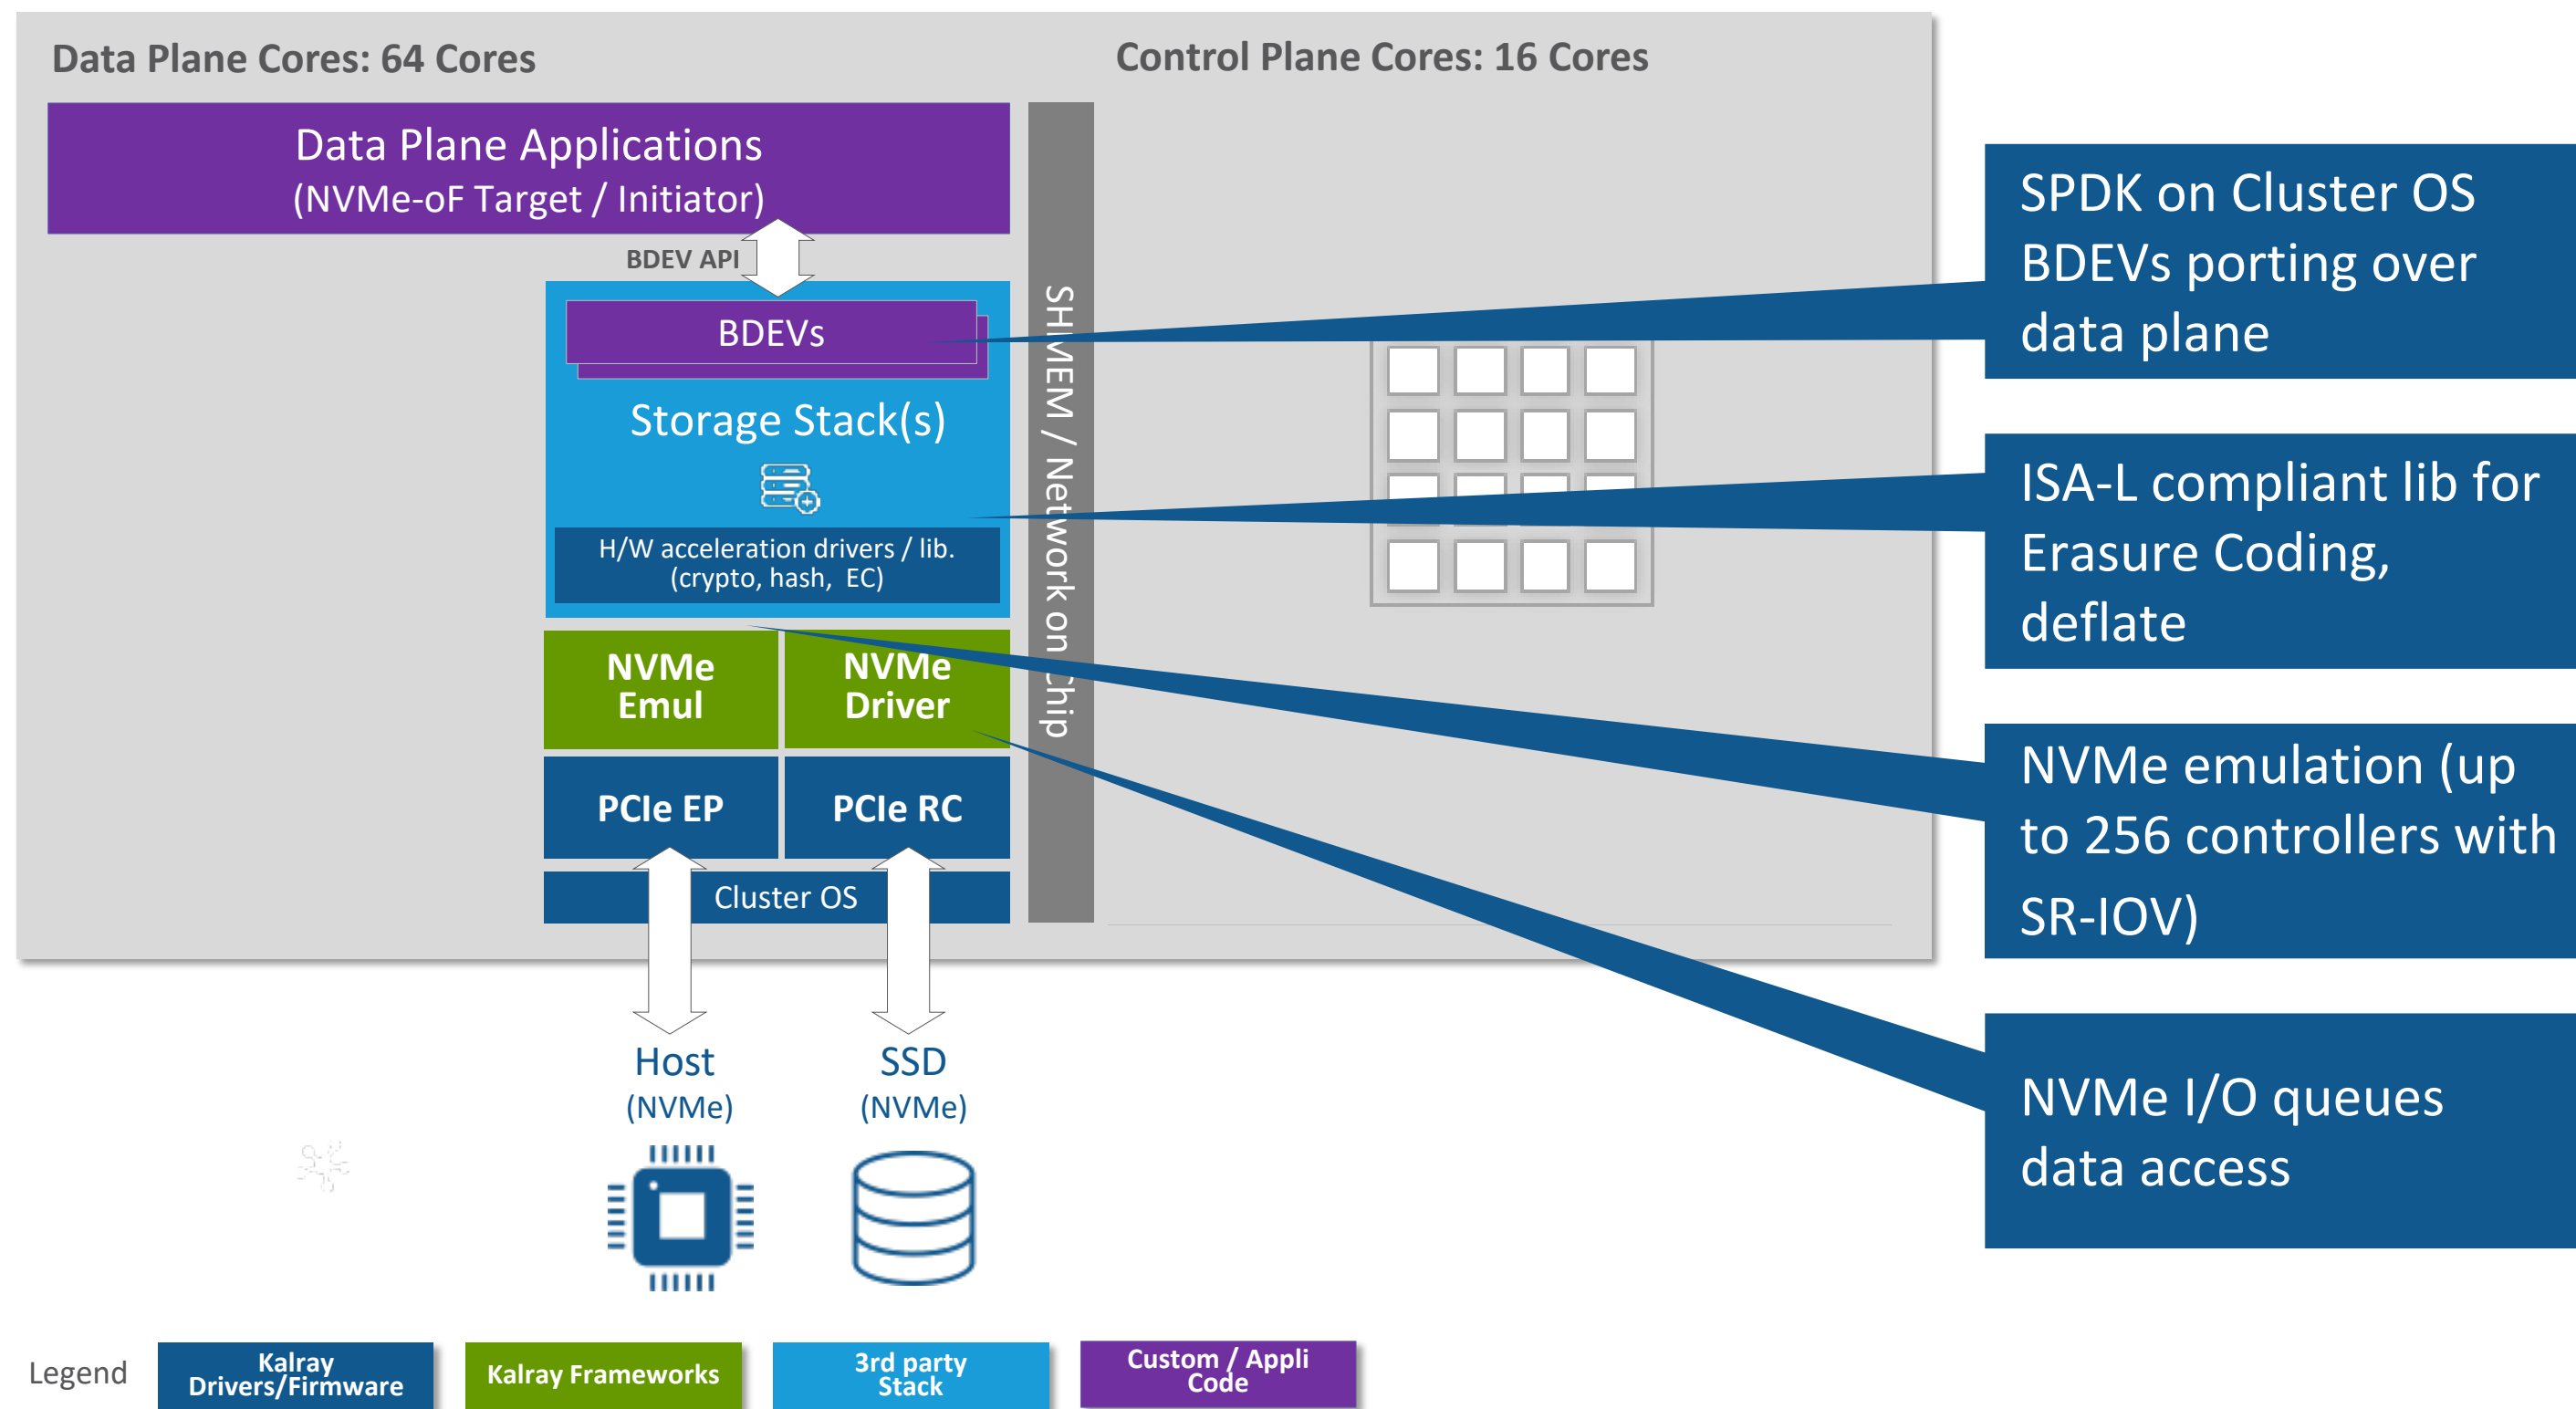 Data Plane Cores: 64 Cores
Control Plane Cores: 16 Cores
Data Plane Applications
(NVMe-oF Target / Initiator)
BDEV API
BDEVs
Storage Stack(s)
H/W acceleration drivers / lib.
(crypto, hash, EC)
NVMe
Emul
NVMe
Driver
PCIe EP
PCIe RC
Cluster OS
SHMEM / Network on Chip
Host
(NVMe)
SSD
(NVMe)
SPDK on Cluster OS
BDEVs porting over
data plane
ISA-L compliant lib for
Erasure Coding,
deflate
NVMe emulation (up
to 256 controllers with
SR-IOV)
NVMe I/O queues
data access
Legend
Kalray
Drivers/Firmware
Kalray Frameworks
3rd party
Stack
Custom / Appli
Code